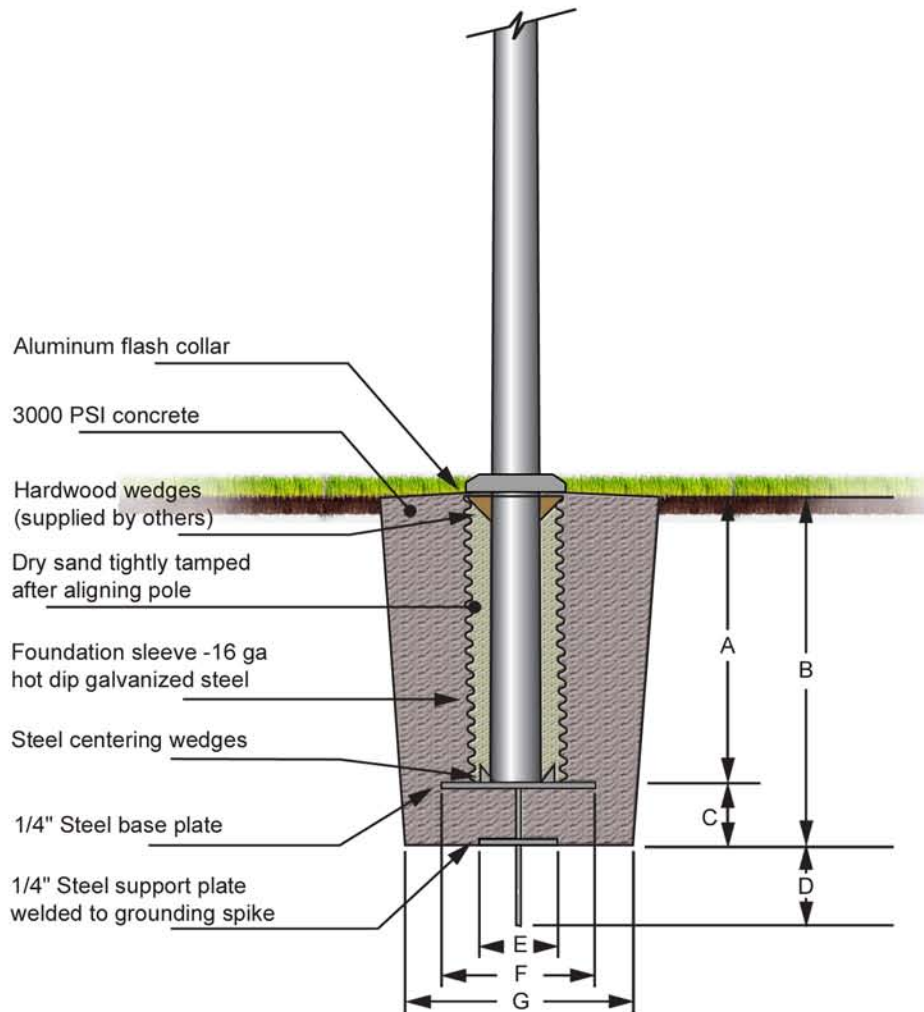 Aluminum flash collar
3000 PSI concrete
Hardwood wedges
(supplied by others)
Dry sand tightly tamped
after aligning pole
Foundation sleeve -16 ga
hot dip galvanized steel
Steel centering wedges
1/4" Steel base plate
1/4" Steel support plate
welded to grounding spike
A
B
C
D
E
F
G